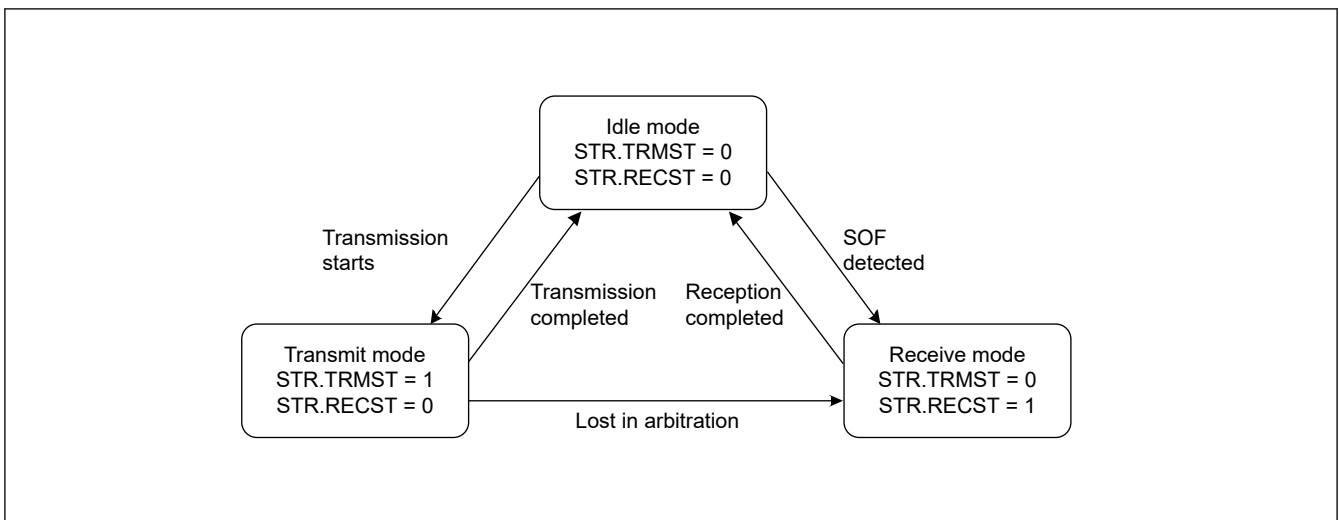 Idle mode
STR.TRMST = 0
STR.RECST = 0
Transmission
starts
SOF
detected
Transmission
completed
Reception
completed
Transmit mode
STR.TRMST = 1
STR.RECST = 0
Receive mode
STR.TRMST = 0
STR.RECST = 1
Lost in arbitration